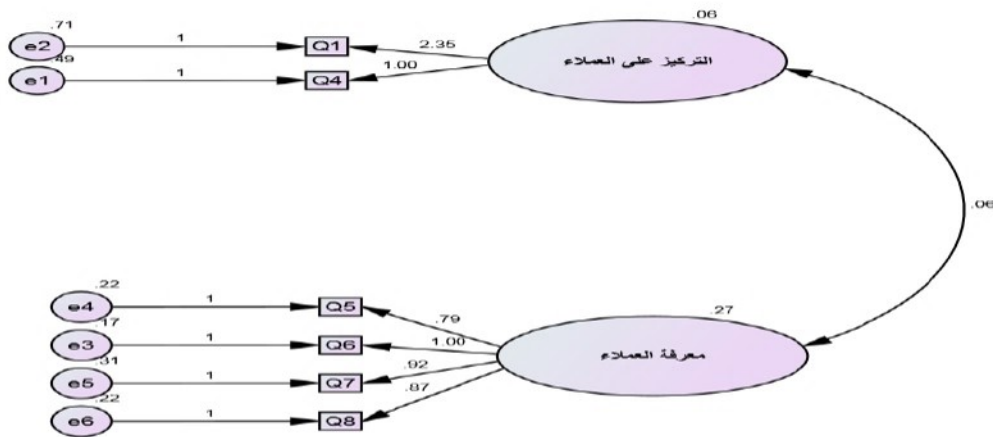 .71
e2
1
Q1
2.35
.06
التركيز على العملاء
.49
e1
1
Q4
1.00
.06
.22
e4
1
Q5
.79
.27
معرفة العملاء
.17
e3
1
Q6
1.00
.31
e5
1
Q7
.92
.22
e6
1
Q8
.87